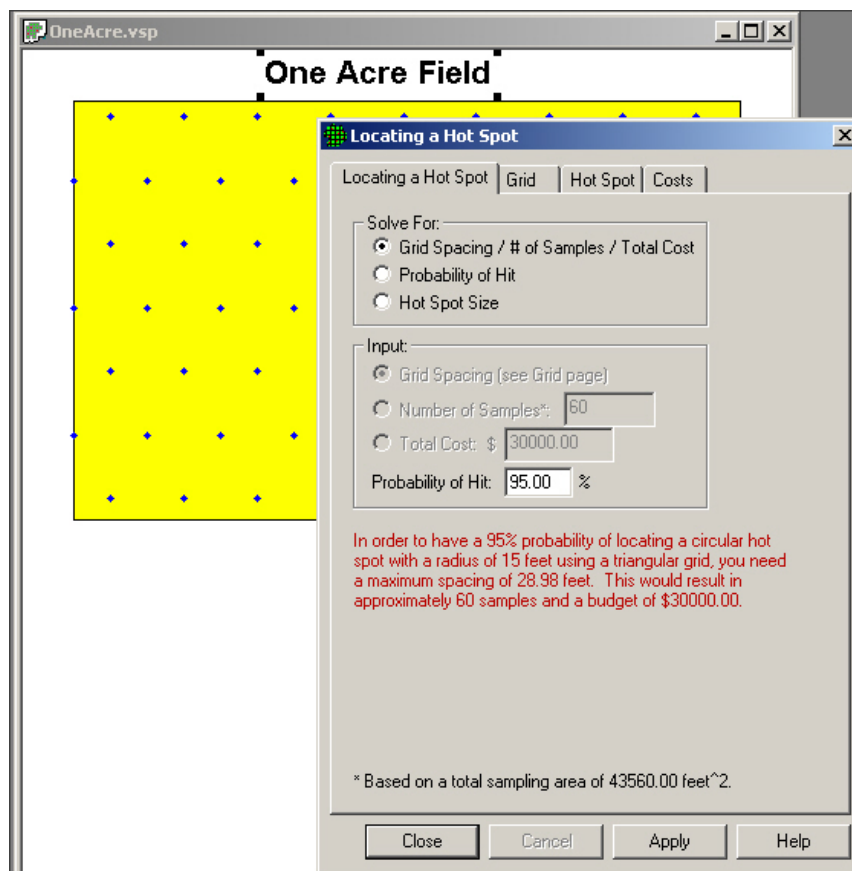 OneAcre.vsp
One Acre Field
Locating a Hot Spot
Locating a Hot Spot Grid Hot Spot Costs
Solve For:
Grid Spacing / # of Samples / Total Cost
Probability of Hit
Hot Spot Size
Input:
Grid Spacing (see Grid page)
Number of Samples*: 60
Total Cost: $ 30000.00
Probability of Hit: 95.00 %
In order to have a 95% probability of locating a circular hot
spot with a radius of 15 feet using a triangular grid, you need
a maximum spacing of 28.98 feet. This would result in
approximately 60 samples and a budget of $30000.00.
* Based on a total sampling area of 43560.00 feet^2.
Close Cancel Apply Help